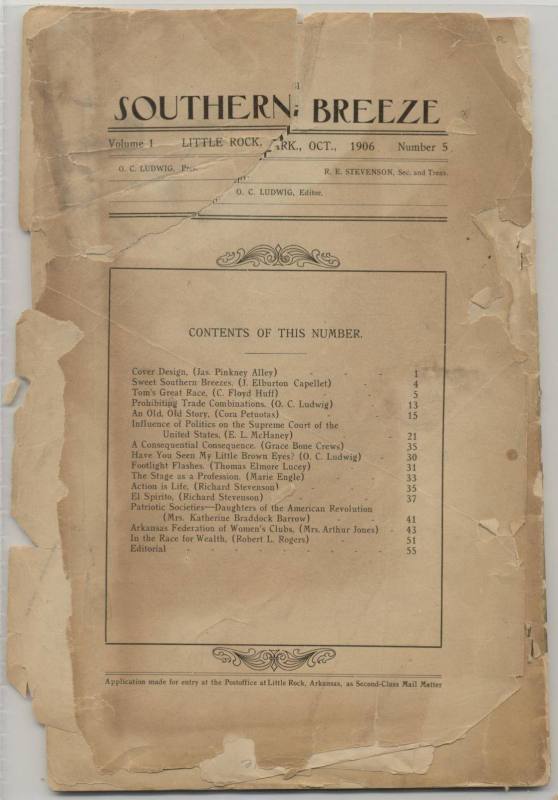 SOUTHERN BREEZE
Volume 1 LITTLE ROCK, ARK., OCT., 1906 Number 5
O. C. LUDWIG, Pres. R. E. STEVENSON, Sec. and Treas.
O. C. LUDWIG, Editor.
CONTENTS OF THIS NUMBER.
Cover Design, (Jas. Pinkney Alley) - - - - 1
Sweet Southern Breezes, (J. Elburton Capellet) - - 4
Tom's Great Race, (C. Floyd Huff) - - - - 5
Prohibiting Trade Combinations, (O. C. Ludwig) - - 13
An Old, Old Story, (Cora Petuotas) - - - - 15
Influence of Politics on the Supreme Court of the
United States, (E. L. McHaney) - - - - 21
A Consequential Consequence, (Grace Bone Crews) - 35
Have You Seen My Little Brown Eyes? (O. C. Ludwig) - 30
Footlight Flashes, (Thomas Elmore Lucey) - - - 31
The Stage as a Profession, (Marie Engle) - - - 33
Action is Life, (Richard Stevenson) - - - - 35
El Spirito, (Richard Stevenson) - - - - 37
Patriotic Societies—Daughters of the American Revolution
(Mrs. Katherine Braddock Barrow) - - - 41
Arkansas Federation of Women's Clubs, (Mrs. Arthur Jones) - 43
In the Race for Wealth, (Robert L. Rogers) - - - 51
Editorial - - - - - - - - 55
Application made for entry at the Postoffice at Little Rock, Arkansas, as Second-Class Mail Matter